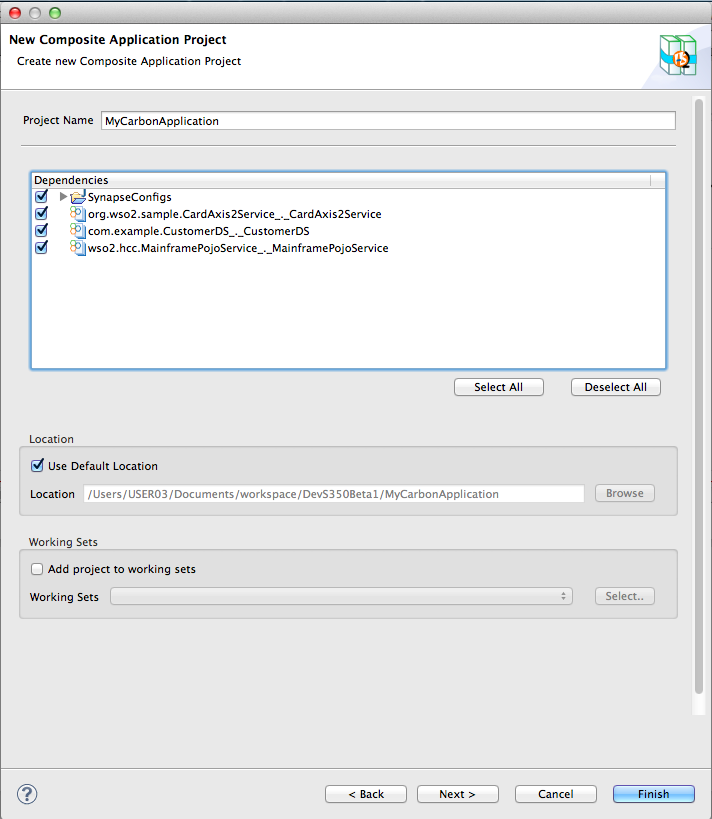 New Composite Application Project
Create new Composite Application Project
Project Name MyCarbonApplication
Dependencies
SynapseConfigs
org.wso2.sample.CardAxis2Service_._CardAxis2Service
com.example.CustomerDS_._CustomerDS
wso2.hcc.MainframePojoService_._MainframePojoService
Select All Deselect All
Location
Use Default Location
Location /Users/USER03/Documents/workspace/DevS350Beta1/MyCarbonApplication Browse
Working Sets
Add project to working sets
Working Sets Select..
? < Back Next > Cancel Finish